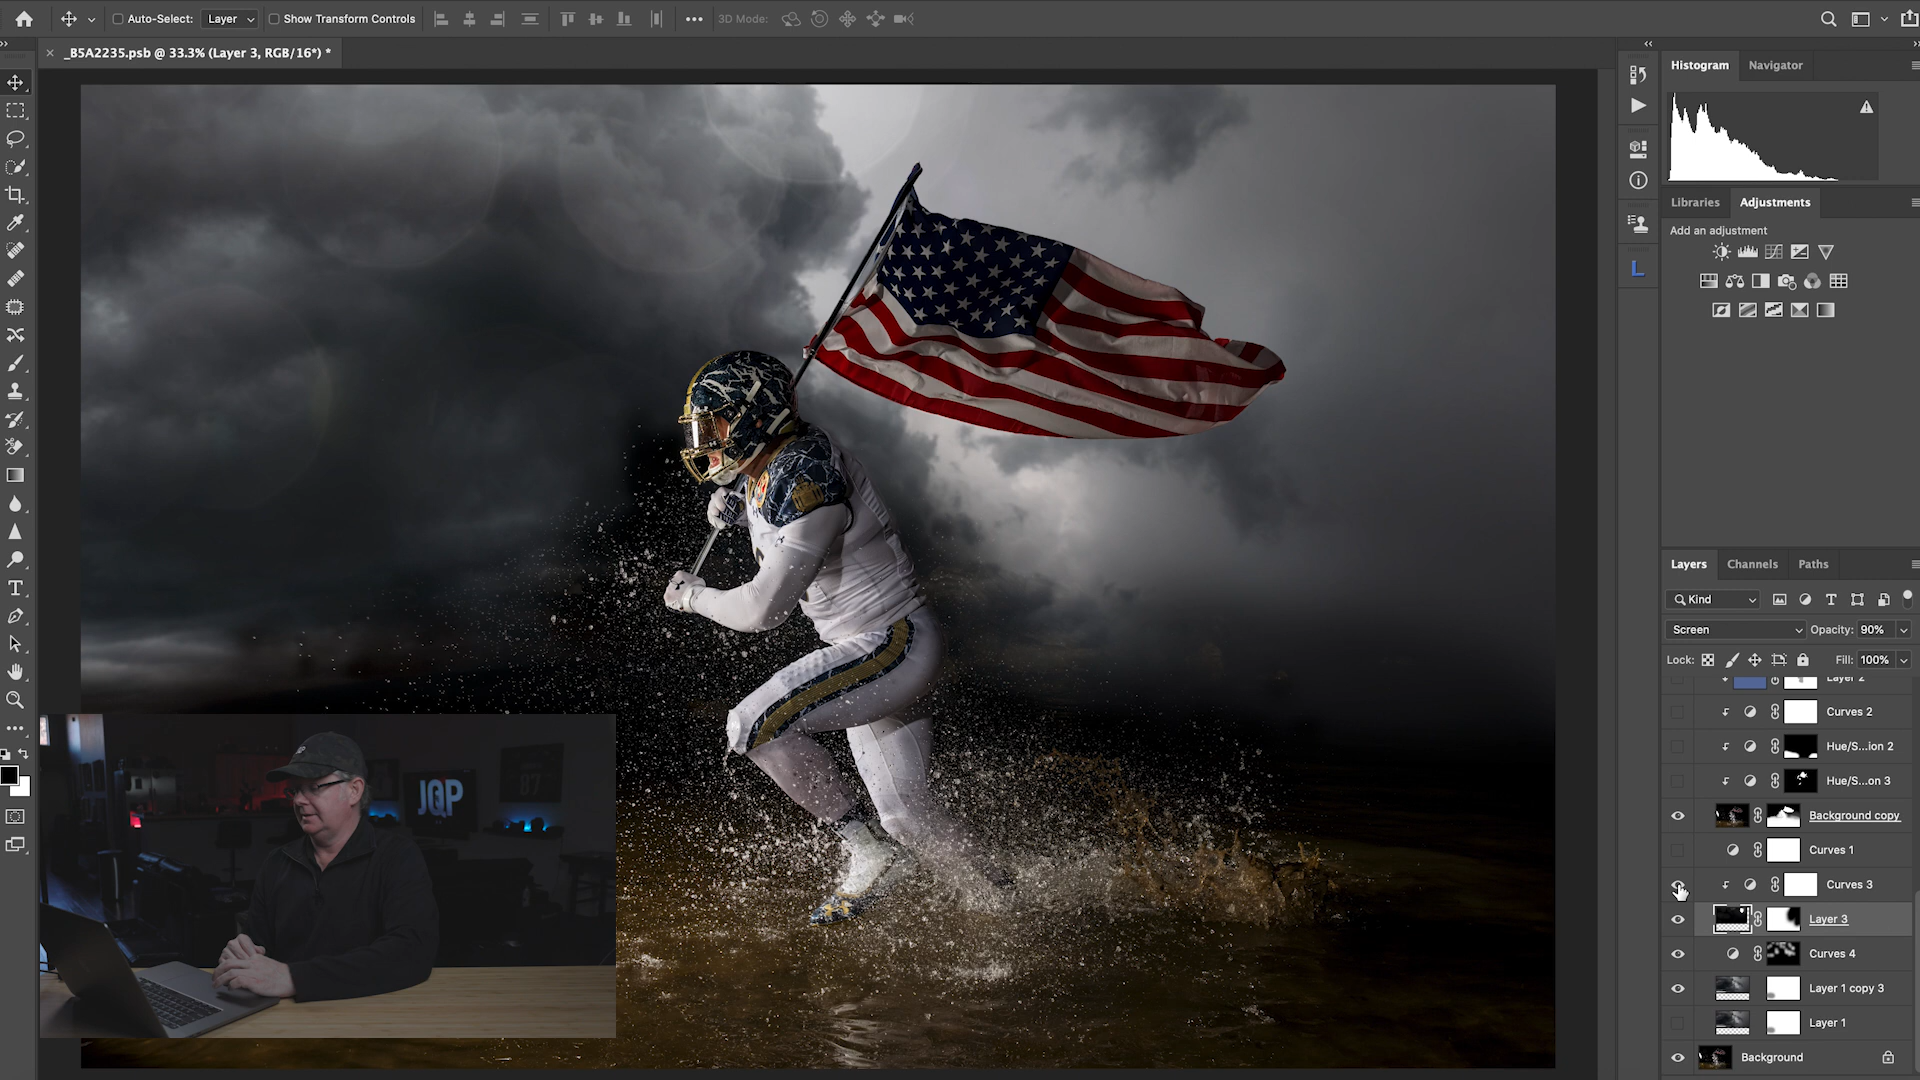 Auto-Select:
Layer
Show Transform Controls
3D Mode:
_B5A2235.psb @ 33.3% (Layer 3, RGB/16*) *
Histogram
Navigator
Libraries
Adjustments
Add an adjustment
Layers
Channels
Paths
Kind
Screen
Opacity: 90%
Lock:
Fill: 100%
Layer 2
Curves 2
Hue/S...ion 2
Hue/S...on 3
Background copy
Curves 1
Curves 3
Layer 3
Curves 4
Layer 1 copy 3
Layer 1
Background
JQP
87